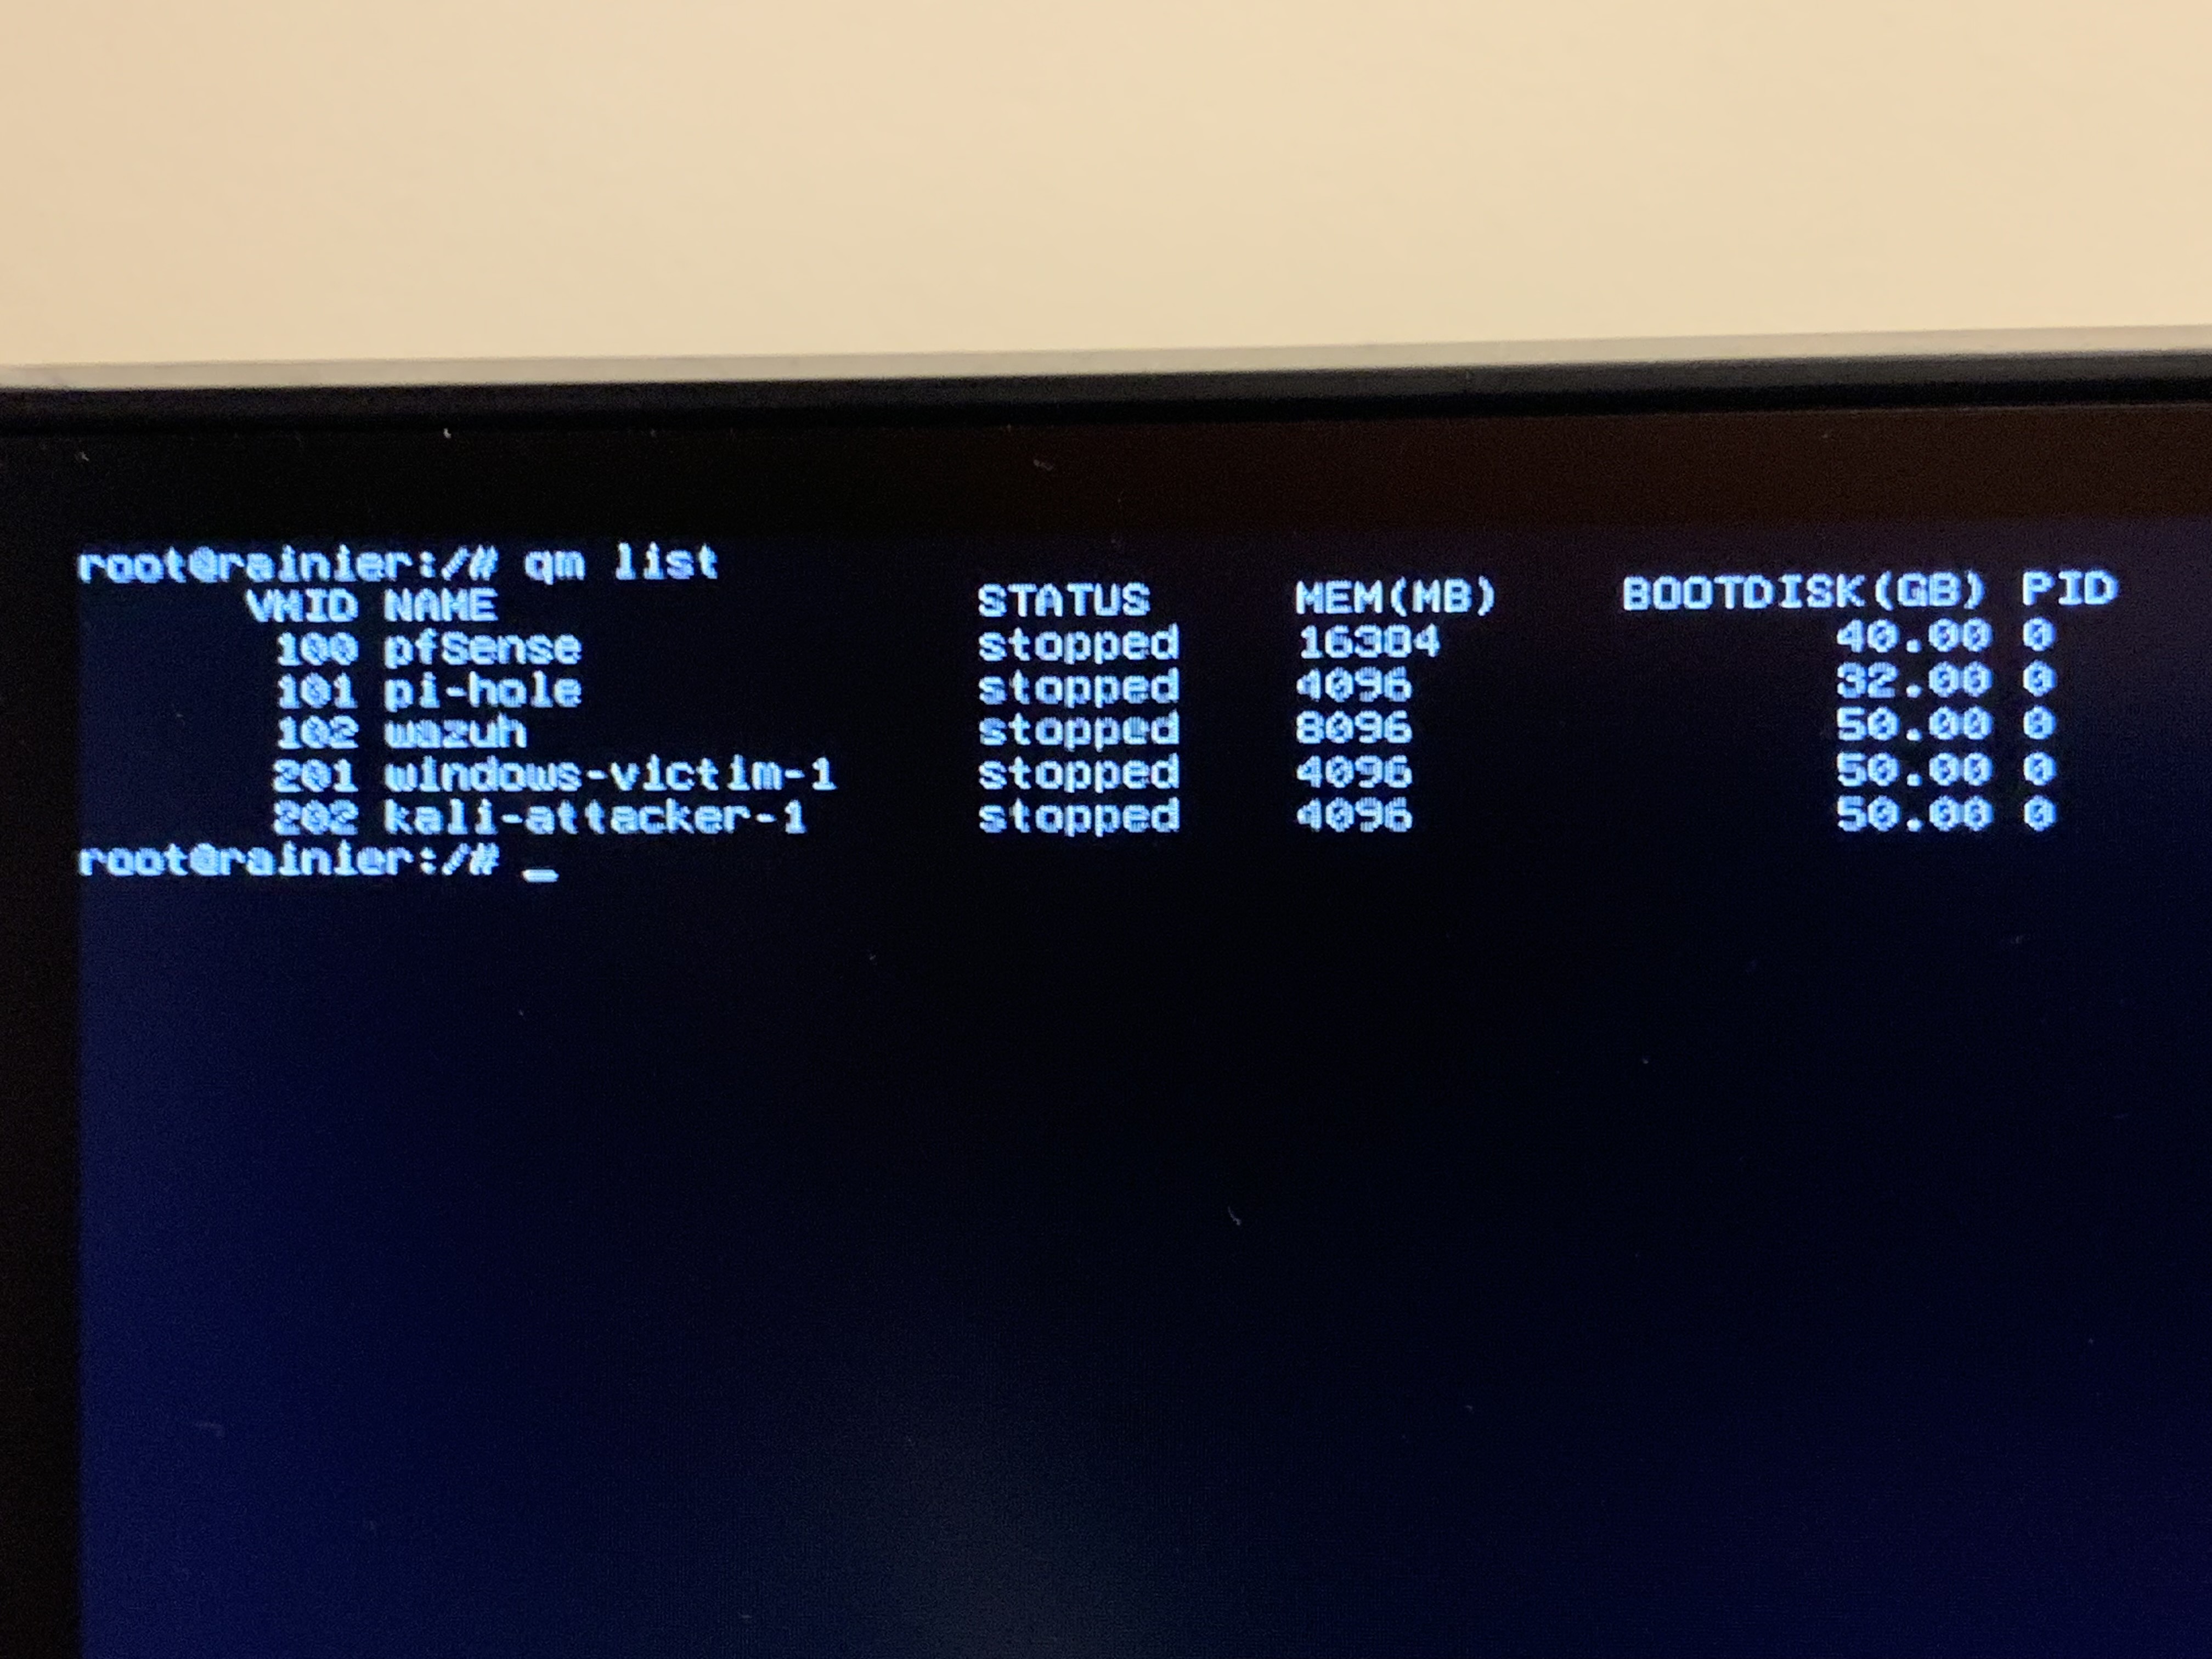 root@rainier:/# qm list
VMID NAME STATUS MEM(MB) BOOTDISK(GB) PID
100 pfSense stopped 16384 40.00 0
101 pi-hole stopped 4096 32.00 0
102 wazuh stopped 8096 50.00 0
201 windows-victim-1 stopped 4096 50.00 0
202 kali-attacker-1 stopped 4096 50.00 0
root@rainier:/# _